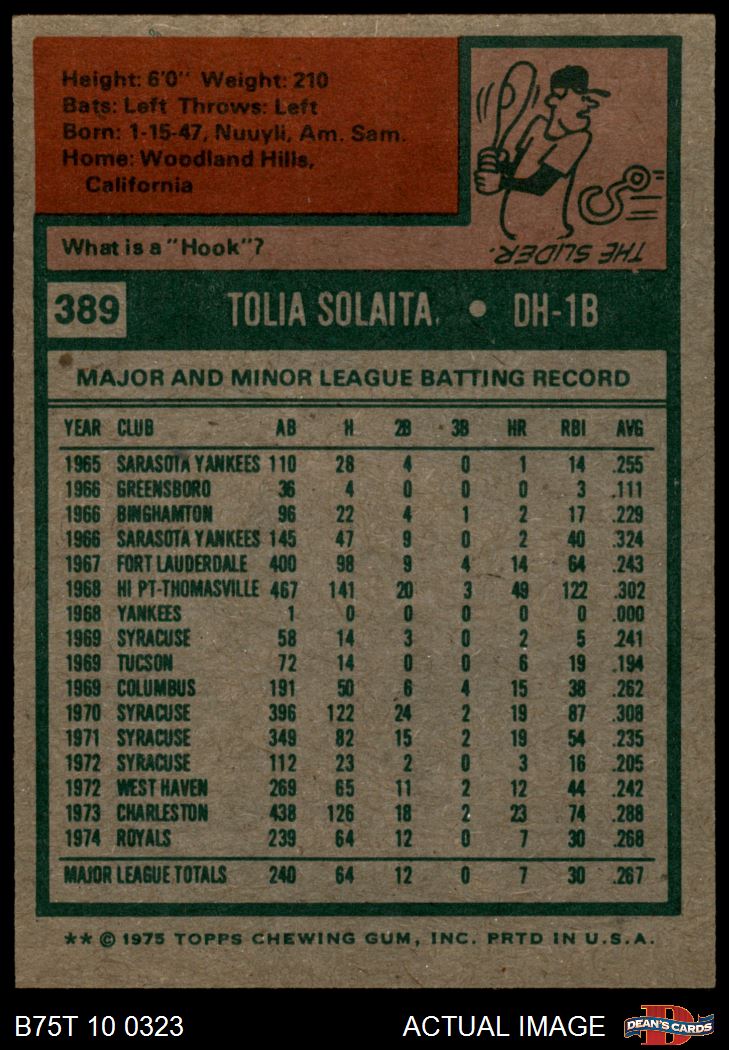 Height: 6'0" Weight: 210
Bats: Left Throws: Left
Born: 1-15-47, Nuuyli, Am. Sam.
Home: Woodland Hills,
California
What is a "Hook"?
THE SLIDER.
389 TOLIA SOLAITA. • DH-1B
MAJOR AND MINOR LEAGUE BATTING RECORD
YEAR CLUB AB H 2B 3B HR RBI AVG
1965 SARASOTA YANKEES 110 28 4 0 1 14 .255
1966 GREENSBORO 36 4 0 0 0 3 .111
1966 BINGHAMTON 96 22 4 1 2 17 .229
1966 SARASOTA YANKEES 145 47 9 0 2 40 .324
1967 FORT LAUDERDALE 400 98 9 4 14 64 .243
1968 HI PT-THOMASVILLE 467 141 20 3 49 122 .302
1968 YANKEES 1 0 0 0 0 0 .000
1969 SYRACUSE 58 14 3 0 2 5 .241
1969 TUCSON 72 14 0 0 6 19 .194
1969 COLUMBUS 191 50 6 4 15 38 .262
1970 SYRACUSE 396 122 24 2 19 87 .308
1971 SYRACUSE 349 82 15 2 19 54 .235
1972 SYRACUSE 112 23 2 0 3 16 .205
1972 WEST HAVEN 269 65 11 2 12 44 .242
1973 CHARLESTON 438 126 18 2 23 74 .288
1974 ROYALS 239 64 12 0 7 30 .268
MAJOR LEAGUE TOTALS 240 64 12 0 7 30 .267
** © 1975 TOPPS CHEWING GUM, INC. PRTD IN U.S.A.
B75T 10 0323 ACTUAL IMAGE
D
DEAN'S CARDS